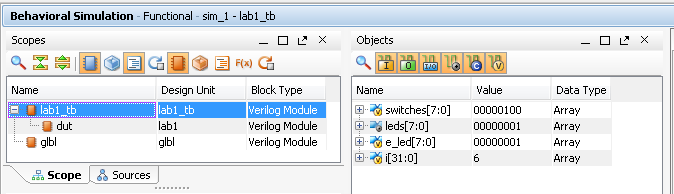 Behavioral Simulation - Functional - sim_1 - lab1_tb
Scopes
F(x)
Name Design Unit Block Type
lab1_tb lab1_tb Verilog Module
dut lab1 Verilog Module
glbl glbl Verilog Module
Scope Sources
Objects
I O I/O C V
Name Value Data Type
switches[7:0] 00000100 Array
leds[7:0] 00000001 Array
e_led[7:0] 00000001 Array
i[31:0] 6 Array